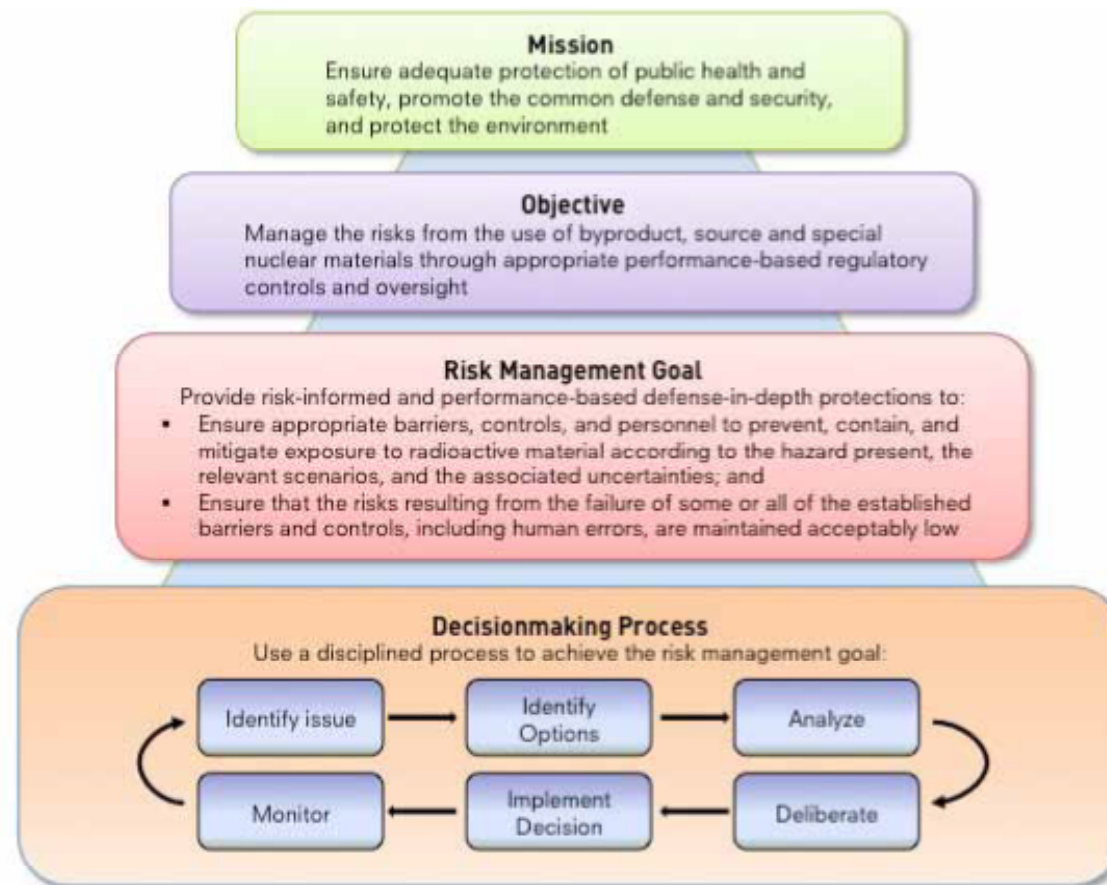 Mission
Ensure adequate protection of public health and
safety, promote the common defense and security,
and protect the environment
Objective
Manage the risks from the use of byproduct, source and special
nuclear materials through appropriate performance-based regulatory
controls and oversight
Risk Management Goal
Provide risk-informed and performance-based defense-in-depth protections to:
▪ Ensure appropriate barriers, controls, and personnel to prevent, contain, and
mitigate exposure to radioactive material according to the hazard present, the
relevant scenarios, and the associated uncertainties; and
▪ Ensure that the risks resulting from the failure of some or all of the established
barriers and controls, including human errors, are maintained acceptably low
Decisionmaking Process
Use a disciplined process to achieve the risk management goal:
Identify issue
Identify
Options
Analyze
Deliberate
Implement
Decision
Monitor